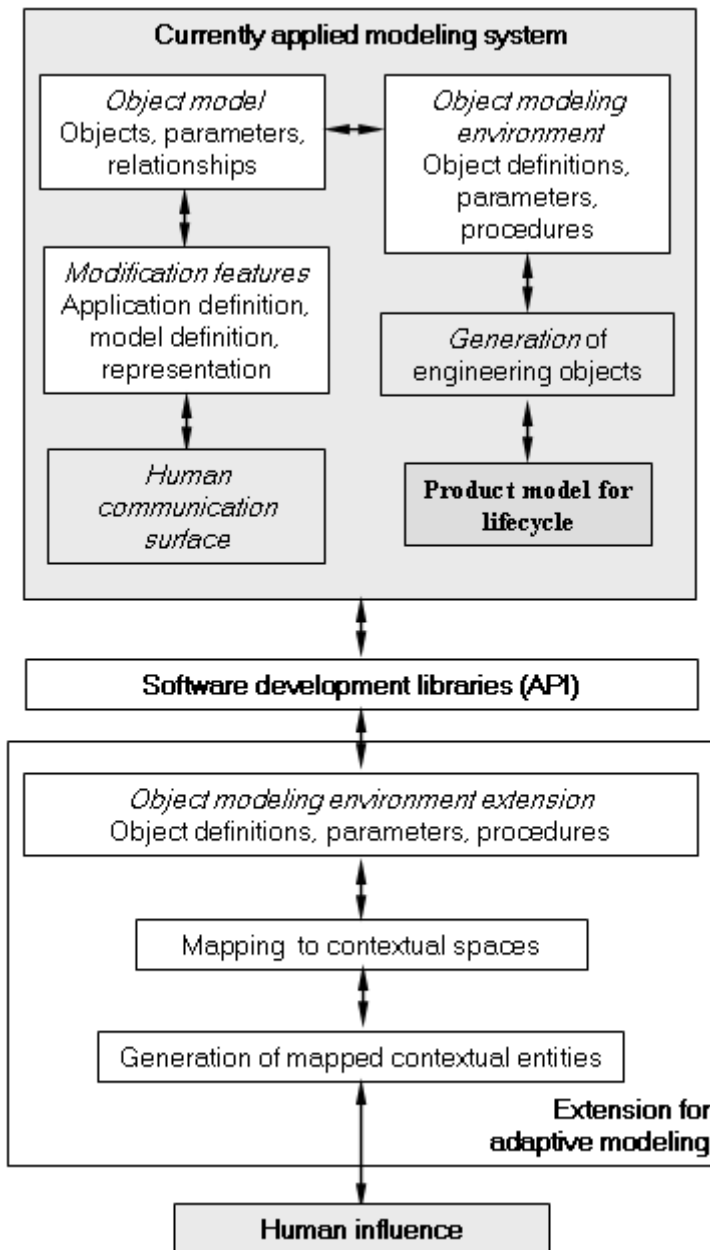 Currently applied modeling system
Object model
Objects, parameters,
relationships
Object modeling
environment
Object definitions,
parameters,
procedures
Modification features
Application definition,
model definition,
representation
Generation of
engineering objects
Human
communication
surface
Product model for
lifecycle
Software development libraries (API)
Object modeling environment extension
Object definitions, parameters, procedures
Mapping to contextual spaces
Generation of mapped contextual entities
Extension for
adaptive modeling
Human influence